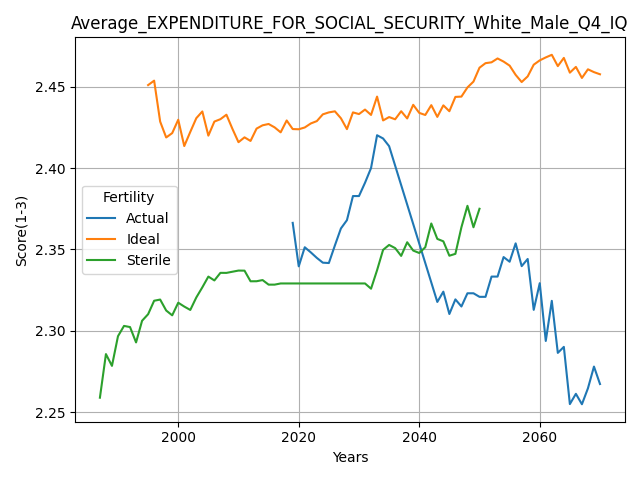 Average_EXPENDITURE_FOR_SOCIAL_SECURITY_White_Male_Q4_IQ
Score(1-3)
2.45
2.40
2.35
2.30
2.25
Fertility
Actual
Ideal
Sterile
2000
2020
2040
2060
Years